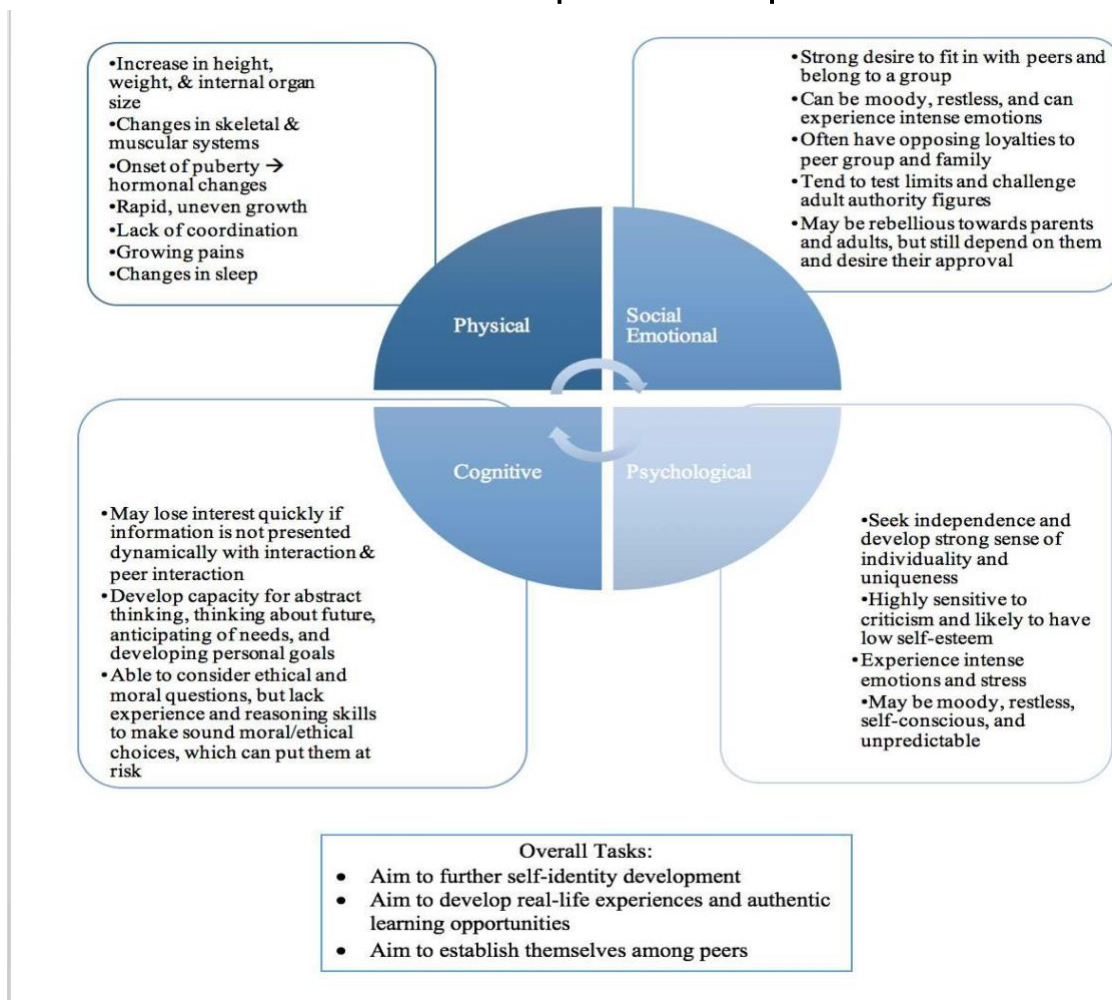 •Increase in height,
weight, & internal organ
size
•Changes in skeletal &
muscular systems
•Onset of puberty →
hormonal changes
•Rapid, uneven growth
•Lack of coordination
•Growing pains
•Changes in sleep
•Strong desire to fit in with peers and
belong to a group
•Can be moody, restless, and can
experience intense emotions
•Often have opposing loyalties to
peer group and family
•Tend to test limits and challenge
adult authority figures
•May be rebellious towards parents
and adults, but still depend on them
and desire their approval
Physical
Social
Emotional
Cognitive
Psychological
•May lose interest quickly if
information is not presented
dynamically with interaction &
peer interaction
•Develop capacity for abstract
thinking, thinking about future,
anticipating of needs, and
developing personal goals
•Able to consider ethical and
moral questions, but lack
experience and reasoning skills
to make sound moral/ethical
choices, which can put them at
risk
•Seek independence and
develop strong sense of
individuality and
uniqueness
•Highly sensitive to
criticism and likely to have
low self-esteem
•Experience intense
emotions and stress
•May be moody, restless,
self-conscious, and
unpredictable
Overall Tasks:
• Aim to further self-identity development
• Aim to develop real-life experiences and authentic
learning opportunities
• Aim to establish themselves among peers